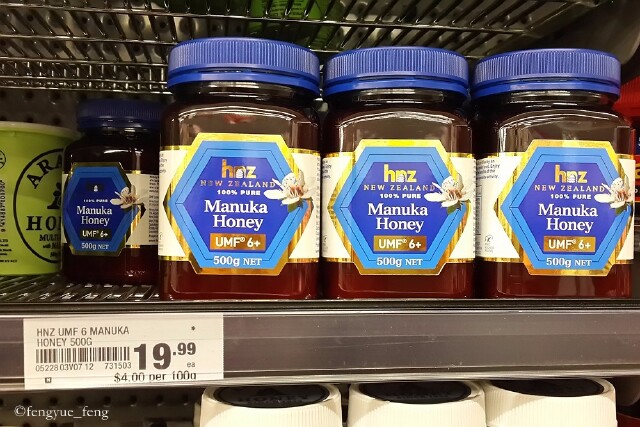 ARA
HO
MUL
100% PURE
Manuka
Honey
UMF® 6+
500g NET
hnz
NEW ZEALAND
100% PURE
Manuka
Honey
UMF® 6+
500g NET
hnz
NEW ZEALAND
100% PURE
Manuka
Honey
UMF® 6+
500g NET
hnz
NEW ZEALAND
100% PURE
Manuka
Honey
UMF® 6+
500g NET
HNZ UMF 6 MANUKA
HONEY 500G
19.99
ea
0522803V07 12 731503
$4.00 per 100g
©fengyue_feng